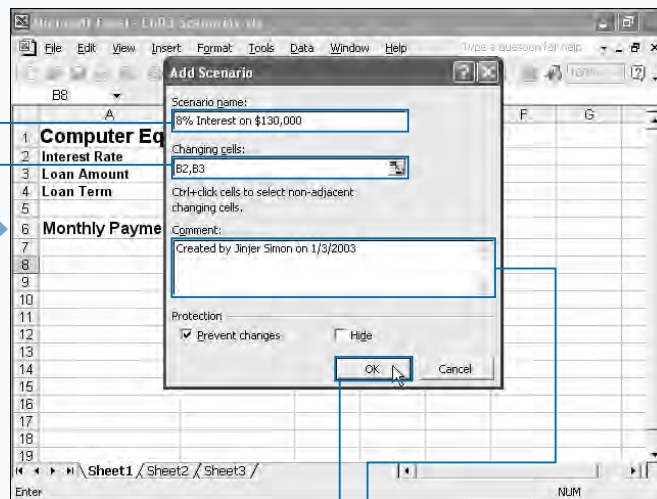 Microsoft Excel - Ch03 Scenarios.xls
File Edit View Insert Format Tools Data Window Help Type a question for help
Add Scenario
100%
B8
Scenario name:
8% Interest on $130,000
Changing cells:
B2,B3
Ctrl+click cells to select non-adjacent
changing cells.
Comment:
Created by Jinjer Simon on 1/3/2003
Protection
Prevent changes Hide
OK Cancel
A F G
1 Computer Eq
2 Interest Rate
3 Loan Amount
4 Loan Term
5
6 Monthly Payme
7
8
9
10
11
12
13
14
15
16
17
18
19
Sheet1 Sheet2 Sheet3
Enter NUM